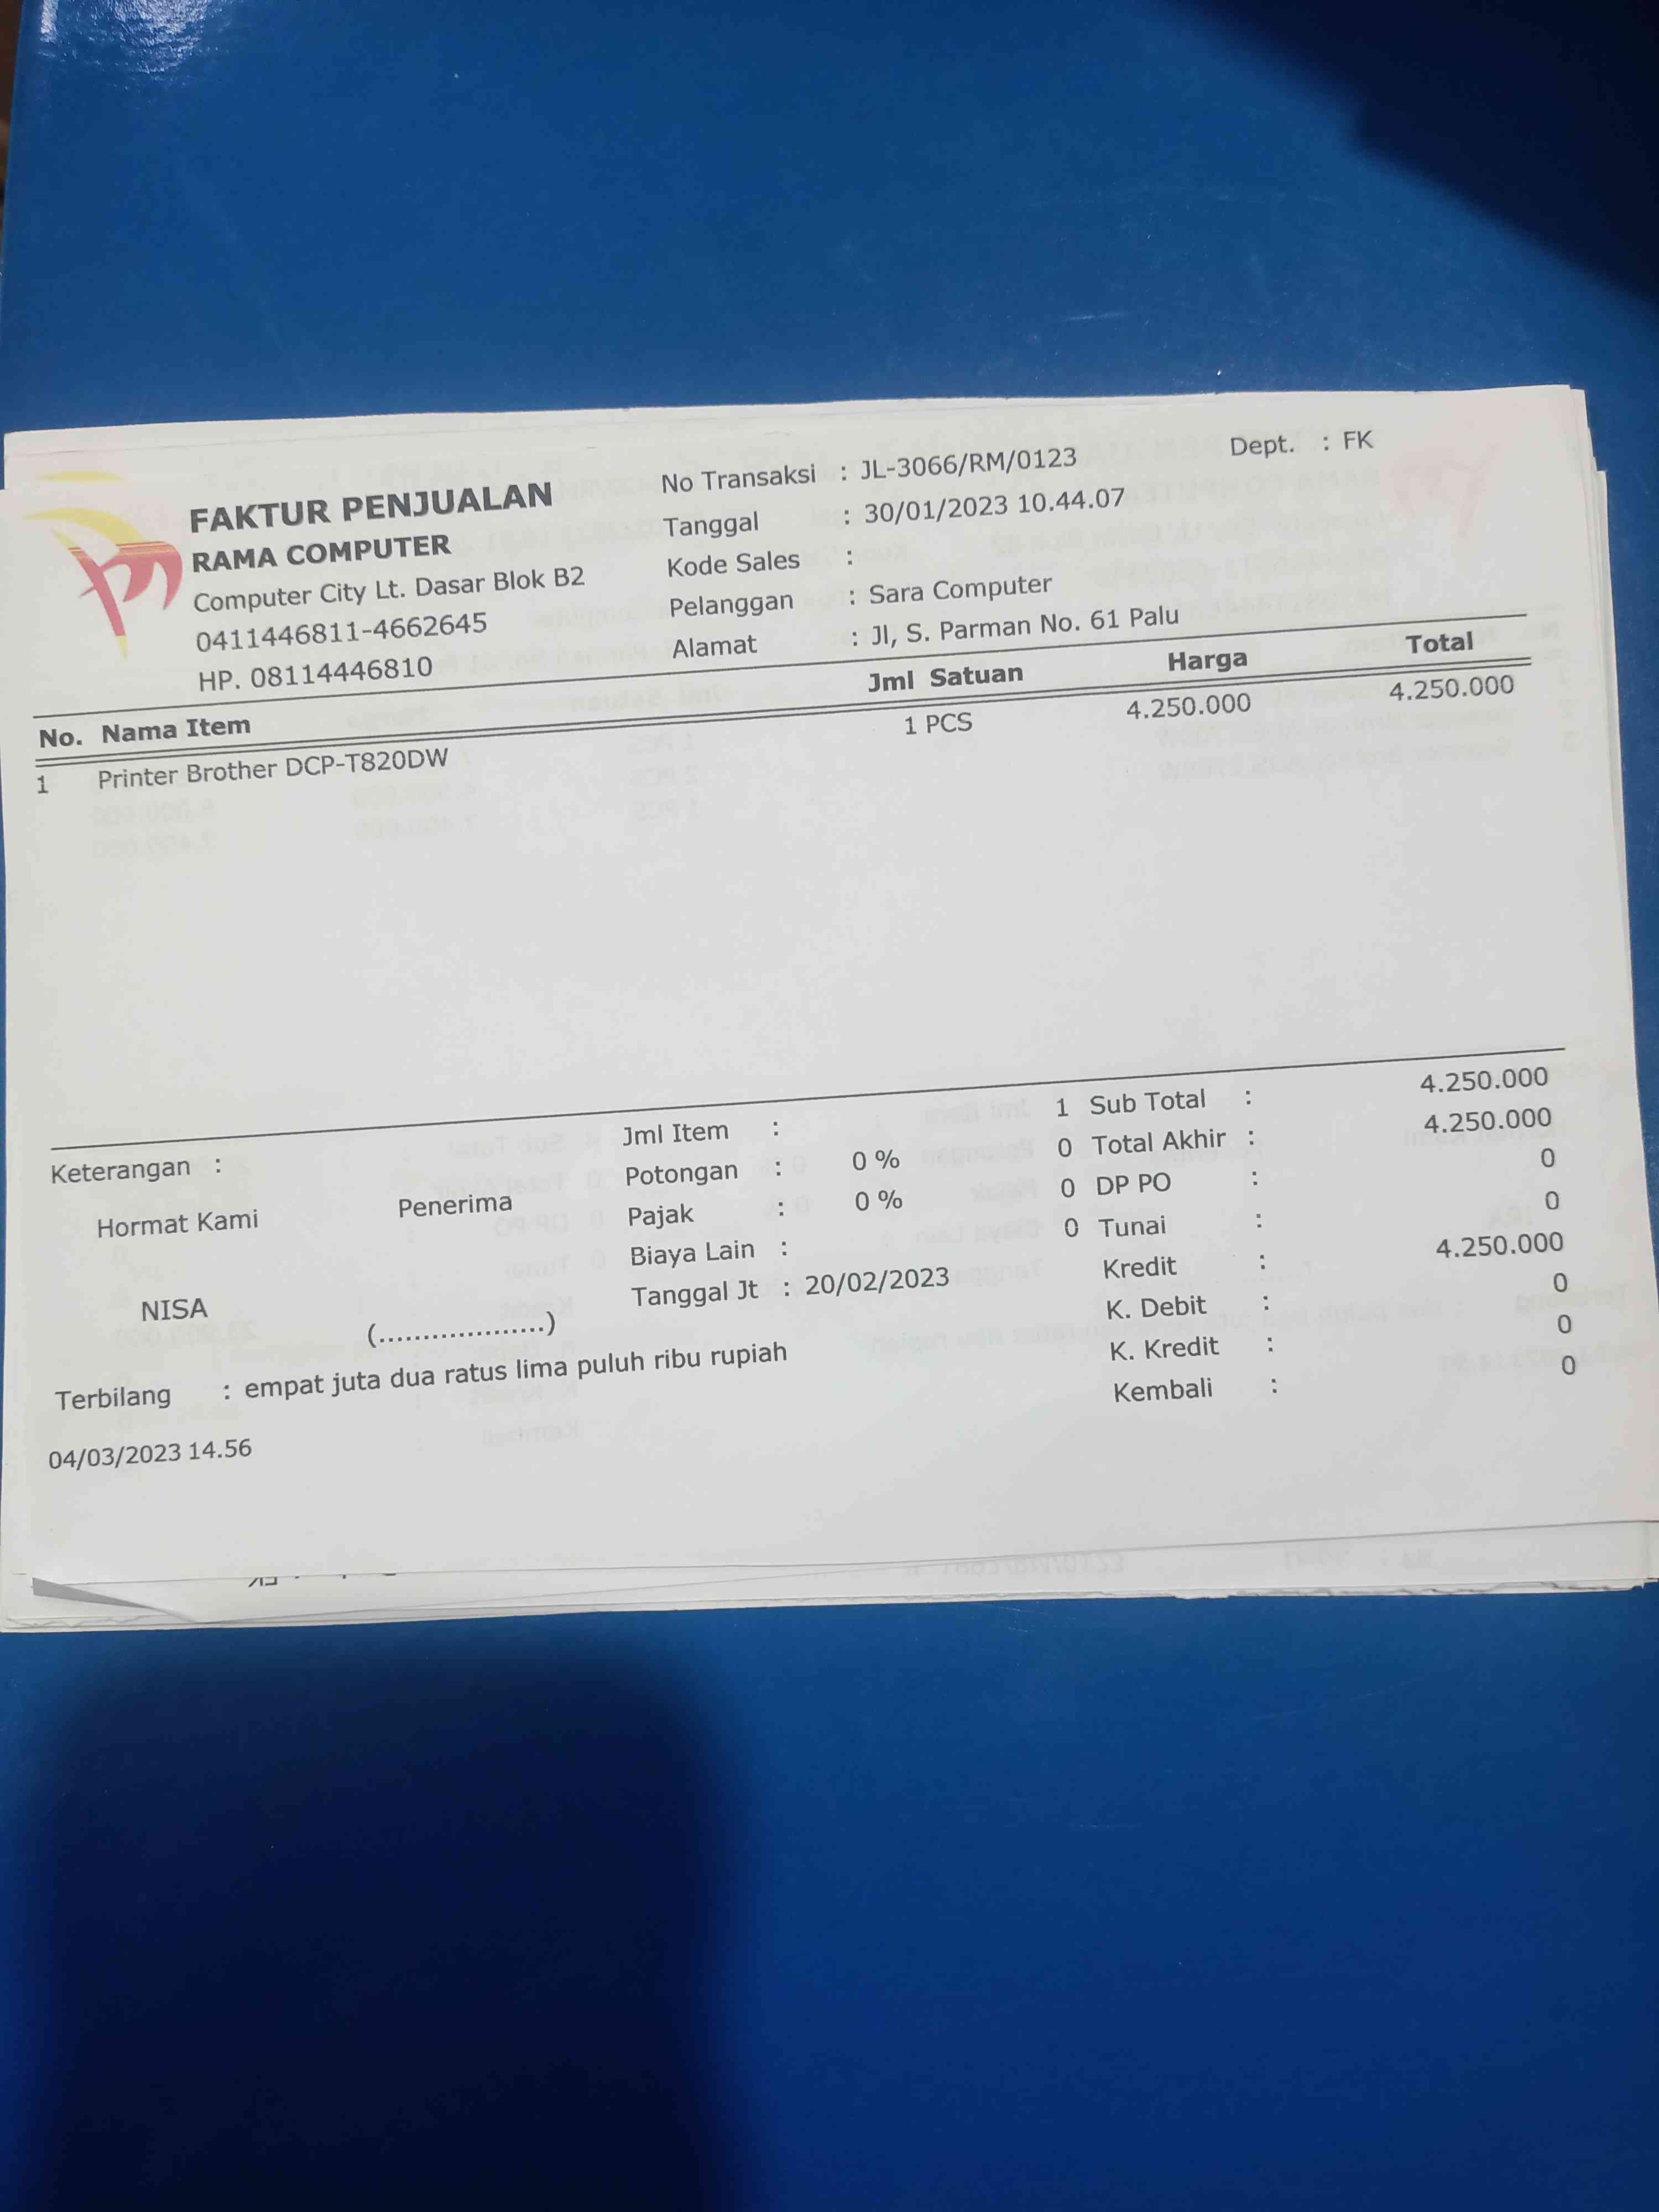 FAKTUR PENJUALAN
RAMA COMPUTER
Computer City Lt. Dasar Blok B2
0411446811-4662645
HP. 08114446810
No Transaksi : JL-3066/RM/0123
Dept. : FK
Tanggal : 30/01/2023 10.44.07
Kode Sales :
Pelanggan : Sara Computer
Alamat : Jl, S. Parman No. 61 Palu
No. Nama Item Jml Satuan Harga Total
1 Printer Brother DCP-T820DW 1 PCS 4.250.000 4.250.000
Keterangan :
Hormat Kami
Penerima
NISA
(...................)
Jml Item : 1
Potongan : 0 % 0
Pajak : 0 % 0
Biaya Lain : 0
Tanggal Jt : 20/02/2023
Sub Total : 4.250.000
Total Akhir : 4.250.000
DP PO : 0
Tunai : 0
Kredit : 4.250.000
K. Debit : 0
K. Kredit : 0
Kembali : 0
Terbilang : empat juta dua ratus lima puluh ribu rupiah
04/03/2023 14.56